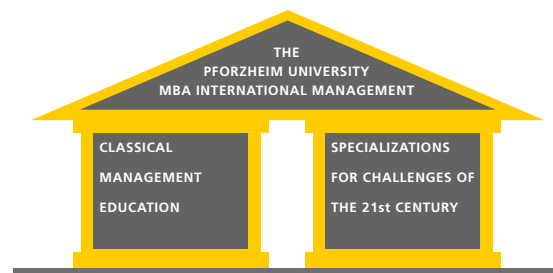 THE
PFORZHEIM UNIVERSITY
MBA INTERNATIONAL MANAGEMENT
CLASSICAL
MANAGEMENT
EDUCATION
SPECIALIZATIONS
FOR CHALLENGES OF
THE 21st CENTURY